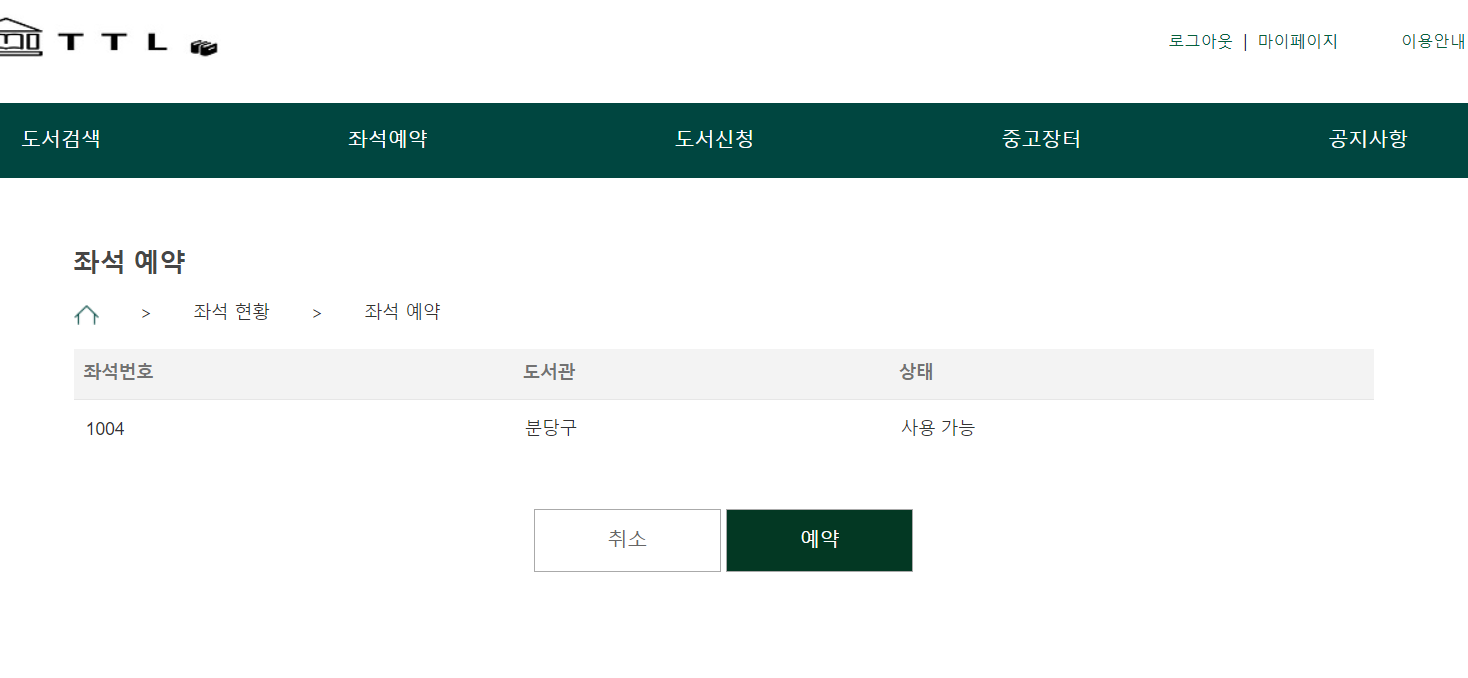 T T L
로그아웃 | 마이페이지 이용안내
도서검색 좌석예약 도서신청 중고장터 공지사항
좌석 예약
> 좌석 현황 > 좌석 예약
좌석번호 도서관 상태
1004 분당구 사용 가능
취소 예약